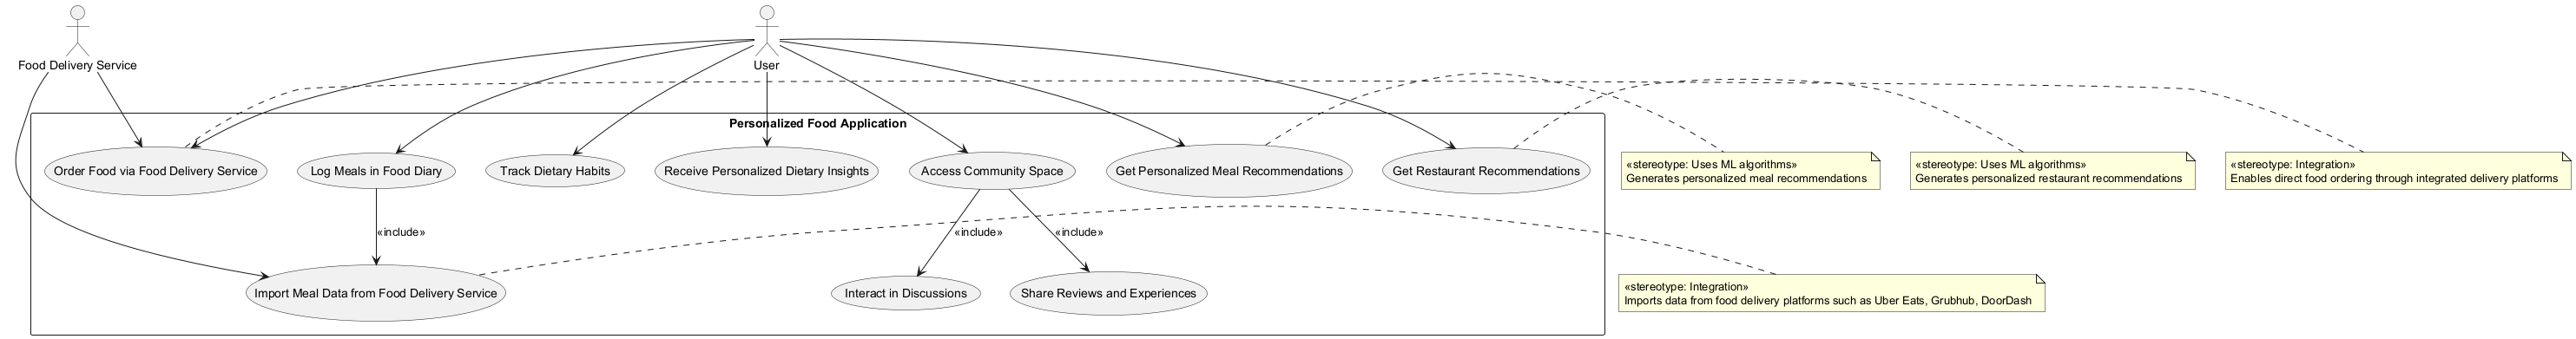 Food Delivery Service
User
Personalized Food Application
Order Food via Food Delivery Service
Log Meals in Food Diary
Track Dietary Habits
Receive Personalized Dietary Insights
Access Community Space
Get Personalized Meal Recommendations
Get Restaurant Recommendations
«stereotype: Uses ML algorithms»
Generates personalized meal recommendations
«stereotype: Uses ML algorithms»
Generates personalized restaurant recommendations
«stereotype: Integration»
Enables direct food ordering through integrated delivery platforms
«include»
«include»
«include»
Import Meal Data from Food Delivery Service
Interact in Discussions
Share Reviews and Experiences
«stereotype: Integration»
Imports data from food delivery platforms such as Uber Eats, Grubhub, DoorDash